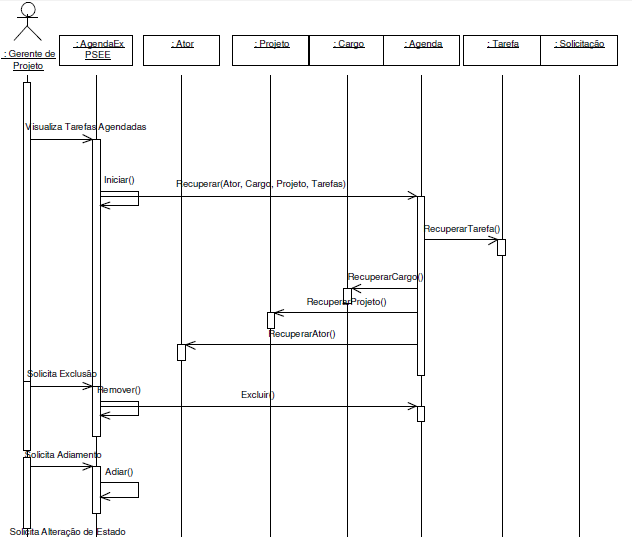 : Gerente de
Projeto
: AgendaEx
PSEE
: Ator
: Projeto
: Cargo
: Agenda
: Tarefa
: Solicitação
Visualiza Tarefas Agendadas
Iniciar()
Recuperar(Ator, Cargo, Projeto, Tarefas)
RecuperarTarefa()
RecuperarCargo()
RecuperarProjeto()
RecuperarAtor()
Solicita Exclusão
Remover()
Excluir()
Solicita Adiamento
Adiar()
Solicita Alteração de Estado